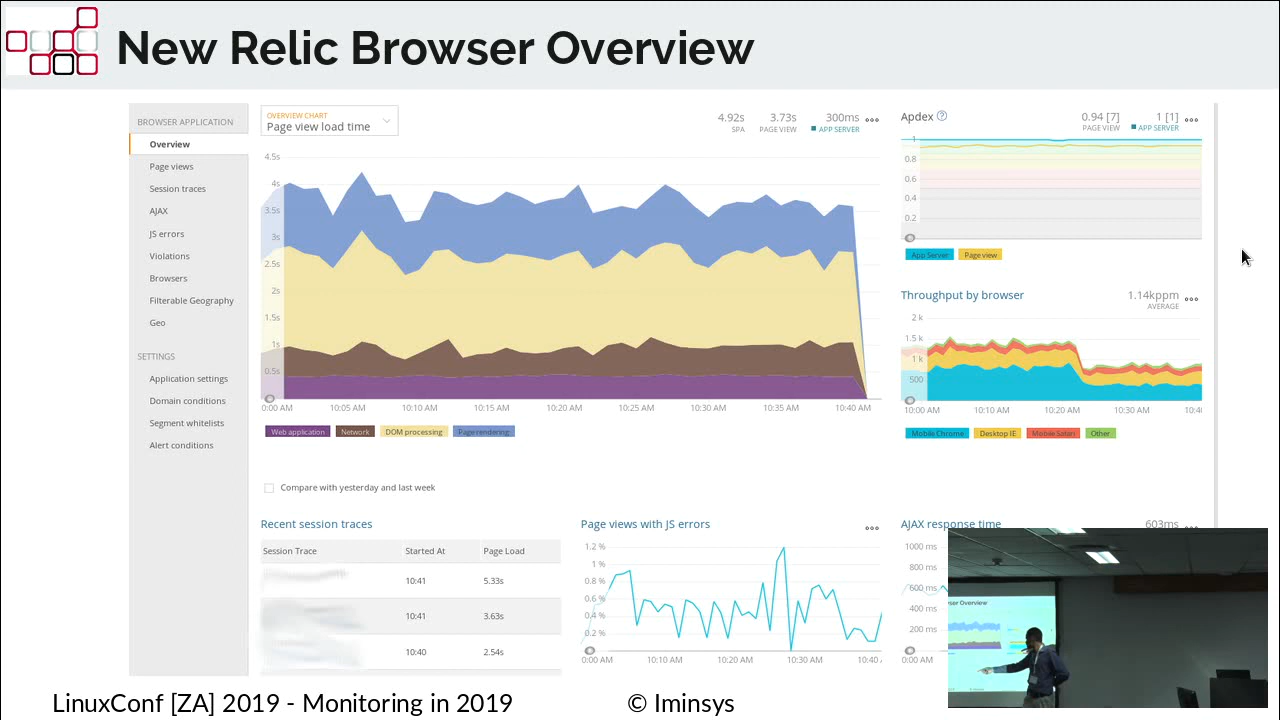 New Relic Browser Overview
BROWSER APPLICATION
Overview
Page views
Session traces
AJAX
JS errors
Violations
Browsers
Filterable Geography
Geo
SETTINGS
Application settings
Domain conditions
Segment whitelists
Alert conditions
OVERVIEW CHART
Page view load time
4.92s 3.73s 300ms
SPA PAGE VIEW APP SERVER
4.5s
4s
3.5s
3s
2.5s
2s
1.5s
1s
0.5s
0:00 AM 10:05 AM 10:10 AM 10:15 AM 10:20 AM 10:25 AM 10:30 AM 10:35 AM 10:40 AM
Web application Network DOM processing Page rendering
Compare with yesterday and last week
Apdex ? 0.94 [7] 1 [1]
PAGE VIEW APP SERVER
1
0.8
0.6
0.4
0.2
App Server Page view
Throughput by browser 1.14kppm
AVERAGE
2 k
1.5 k
1 k
500
10:00 AM 10:10 AM 10:20 AM 10:30 AM 10:4
Mobile Chrome Desktop IE Mobile Safari Other
Recent session traces
Session Trace Started At Page Load
10:41 5.33s
10:41 3.63s
10:40 2.54s
Page views with JS errors
1.2 %
1 %
0.8 %
0.6 %
0.4 %
0.2 %
0:00 AM 10:10 AM 10:20 AM 10:30 AM 10:40
AJAX response time 603ms
1000 ms
800 ms
600 ms
400 ms
200 ms
0:00 AM
ser Overview
LinuxConf [ZA] 2019 - Monitoring in 2019 © Iminsys